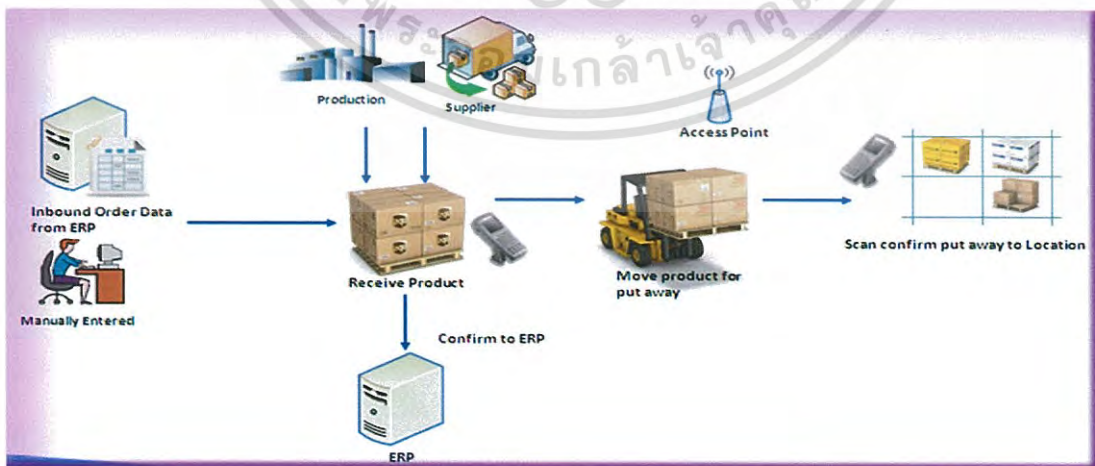 Production
Supplier
Access Point
Inbound Order Data
from ERP
Manually Entered
Receive Product
Move product for
put away
Scan confirm put away to Location
Confirm to ERP
ERP